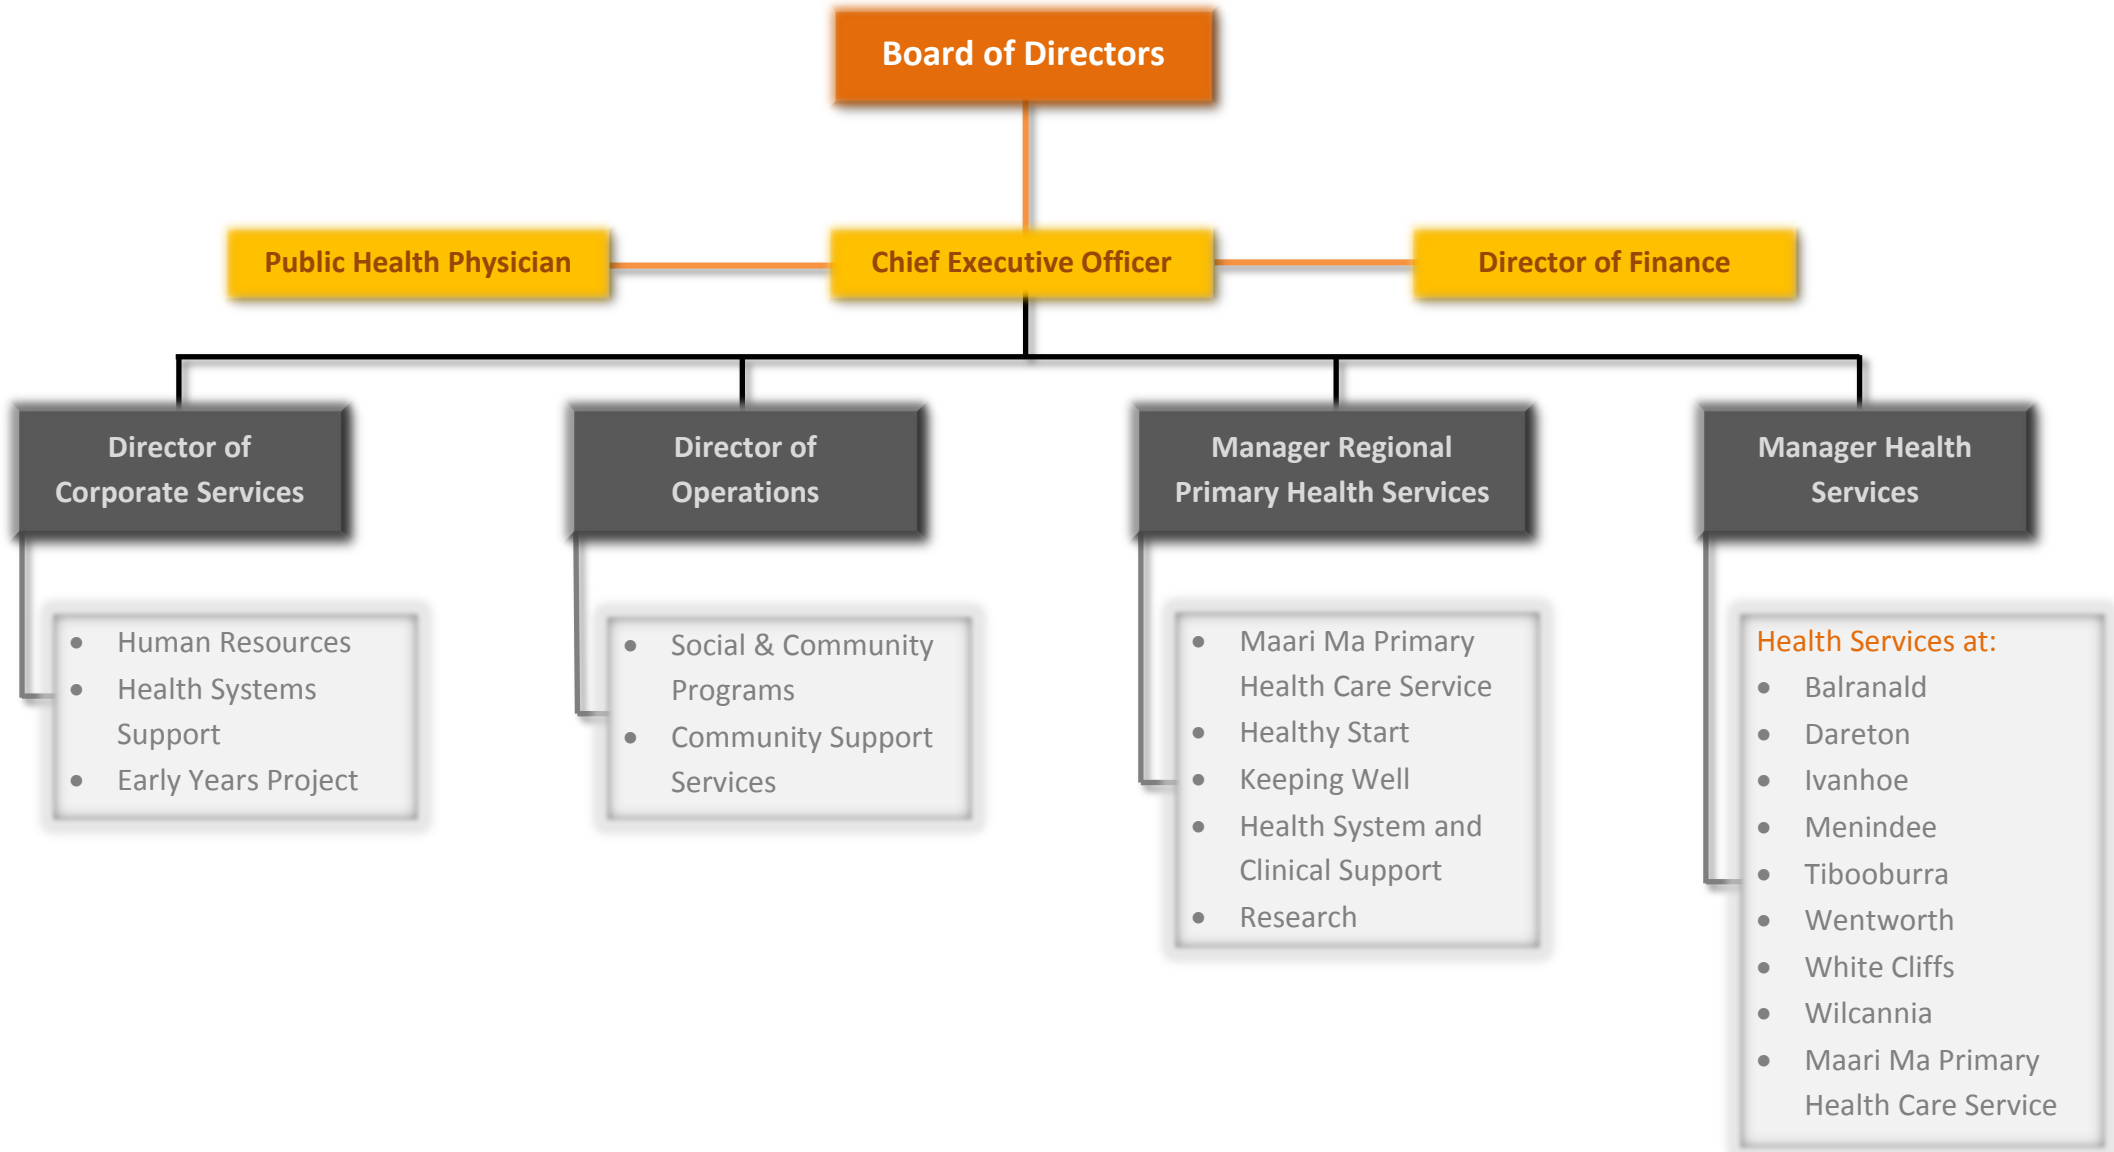 Board of Directors
Public Health Physician
Chief Executive Officer
Director of Finance
Director of
Corporate Services
Director of
Operations
Manager Regional
Primary Health Services
Manager Health
Services
• Human Resources
• Health Systems
Support
• Early Years Project
• Social & Community
Programs
• Community Support
Services
• Maari Ma Primary
Health Care Service
• Healthy Start
• Keeping Well
• Health System and
Clinical Support
• Research
Health Services at:
• Balranald
• Dareton
• Ivanhoe
• Menindee
• Tibooburra
• Wentworth
• White Cliffs
• Wilcannia
• Maari Ma Primary
Health Care Service